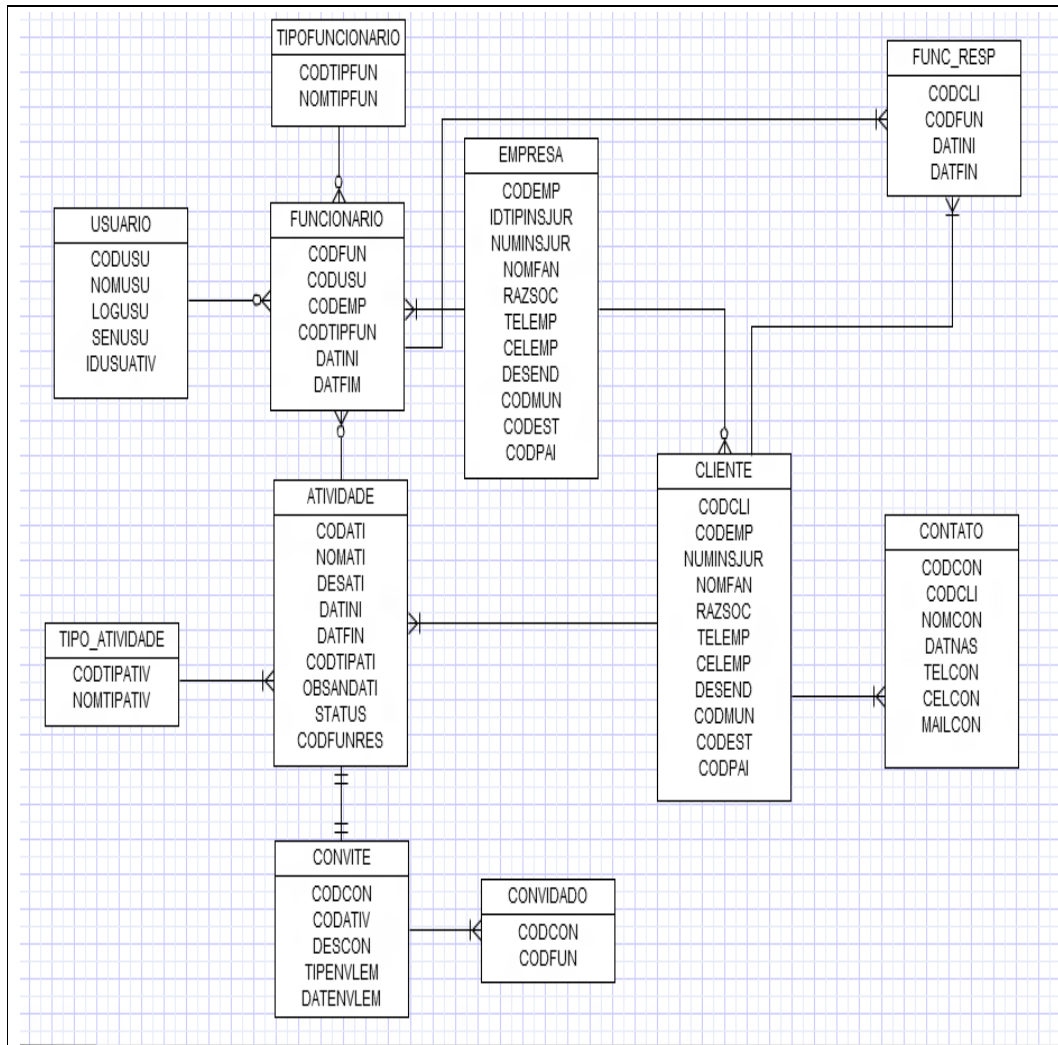 TIPOFUNCIONARIO
CODTIPFUN
NOMTIPFUN
FUNC_RESP
CODCLI
CODFUN
DATINI
DATFIN
EMPRESA
CODEMP
IDTIPINSJUR
NUMINSJUR
NOMFAN
RAZSOC
TELEMP
CELEMP
DESEND
CODMUN
CODEST
CODPAI
USUARIO
CODUSU
NOMUSU
LOGUSU
SENUSU
IDUSUATIV
FUNCIONARIO
CODFUN
CODUSU
CODEMP
CODTIPFUN
DATINI
DATFIM
ATIVIDADE
CODATI
NOMATI
DESATI
DATINI
DATFIN
CODTIPATI
OBSANDATI
STATUS
CODFUNRES
CLIENTE
CODCLI
CODEMP
NUMINSJUR
NOMFAN
RAZSOC
TELEMP
CELEMP
DESEND
CODMUN
CODEST
CODPAI
CONTATO
CODCON
CODCLI
NOMCON
DATNAS
TELCON
CELCON
MAILCON
TIPO_ATIVIDADE
CODTIPATIV
NOMTIPATIV
CONVITE
CODCON
CODATIV
DESCON
TIPENVLEM
DATENVLEM
CONVIDADO
CODCON
CODFUN